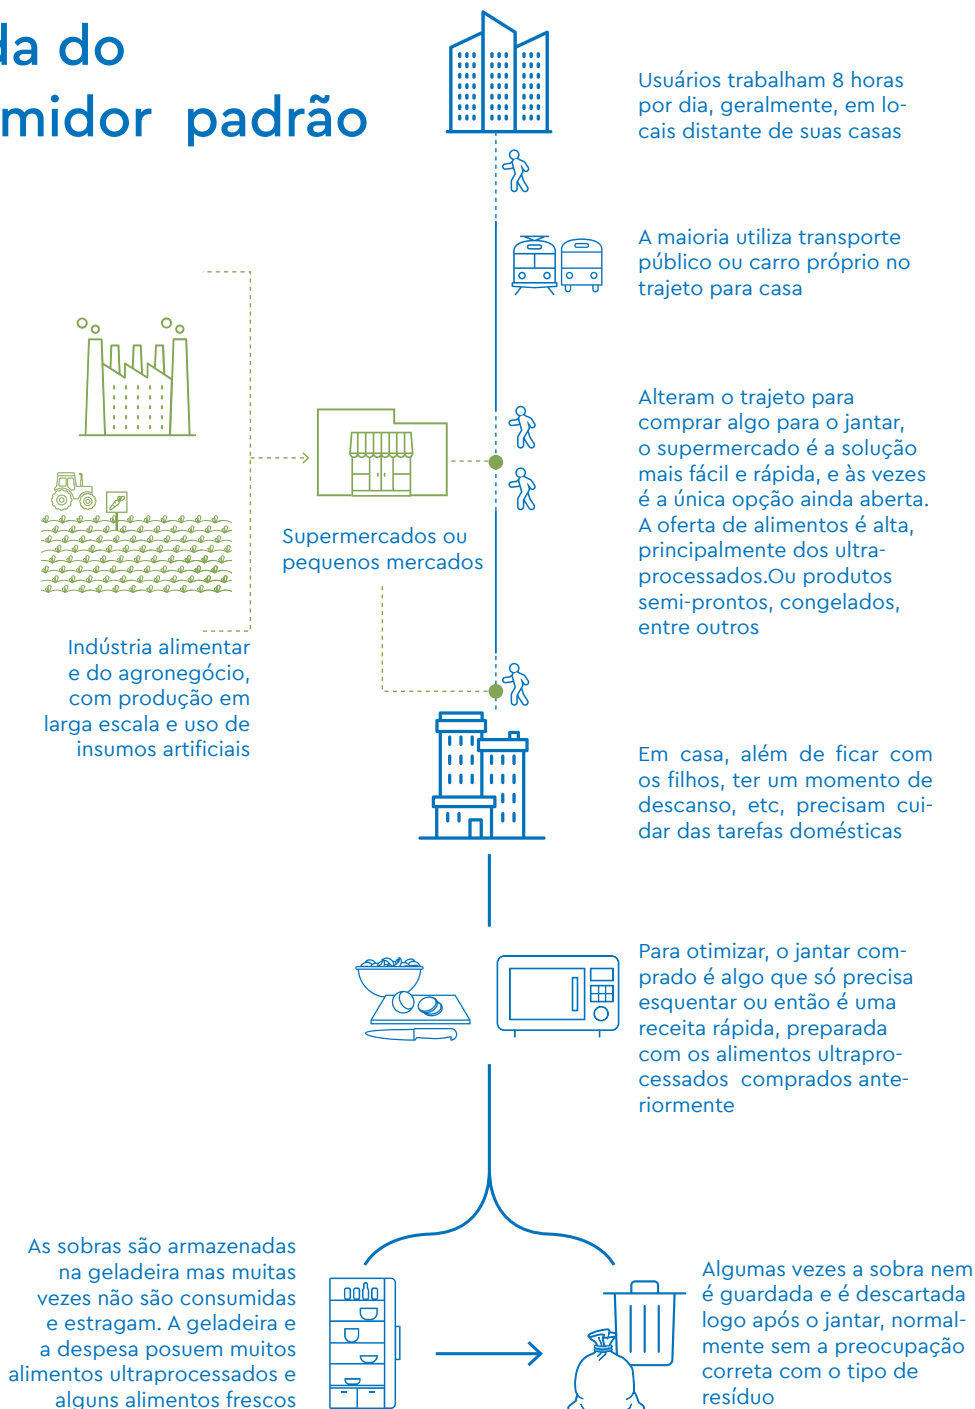 da do
midor padrão
Usuários trabalham 8 horas
por dia, geralmente, em lo-
cais distante de suas casas
A maioria utiliza transporte
público ou carro próprio no
trajeto para casa
Alteram o trajeto para
comprar algo para o jantar,
o supermercado é a solução
mais fácil e rápida, e às vezes
é a única opção ainda aberta.
A oferta de alimentos é alta,
principalmente dos ultra-
processados.Ou produtos
semi-prontos, congelados,
entre outros
Supermercados ou
pequenos mercados
Indústria alimentar
e do agronegócio,
com produção em
larga escala e uso de
insumos artificiais
Em casa, além de ficar com
os filhos, ter um momento de
descanso, etc, precisam cui-
dar das tarefas domésticas
Para otimizar, o jantar com-
prado é algo que só precisa
esquentar ou então é uma
receita rápida, preparada
com os alimentos ultrapro-
cessados comprados ante-
riormente
As sobras são armazenadas
na geladeira mas muitas
vezes não são consumidas
e estragam. A geladeira e
a despesa posuem muitos
alimentos ultraprocessados e
alguns alimentos frescos
Algumas vezes a sobra nem
é guardada e é descartada
logo após o jantar, normal-
mente sem a preocupação
correta com o tipo de
resíduo